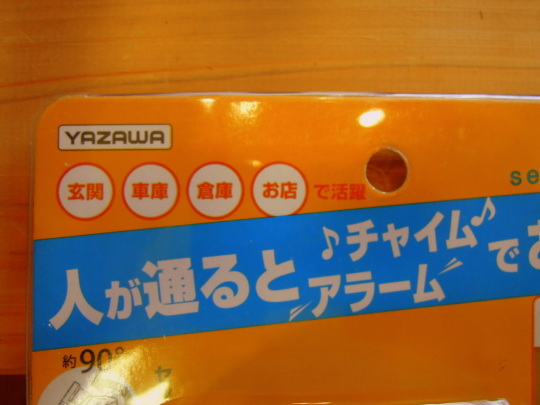 YAZAWA
玄関 車庫 倉庫 お店 で活躍
se
人が通ると ♪チャイム♪ でお
アラーム
約90°